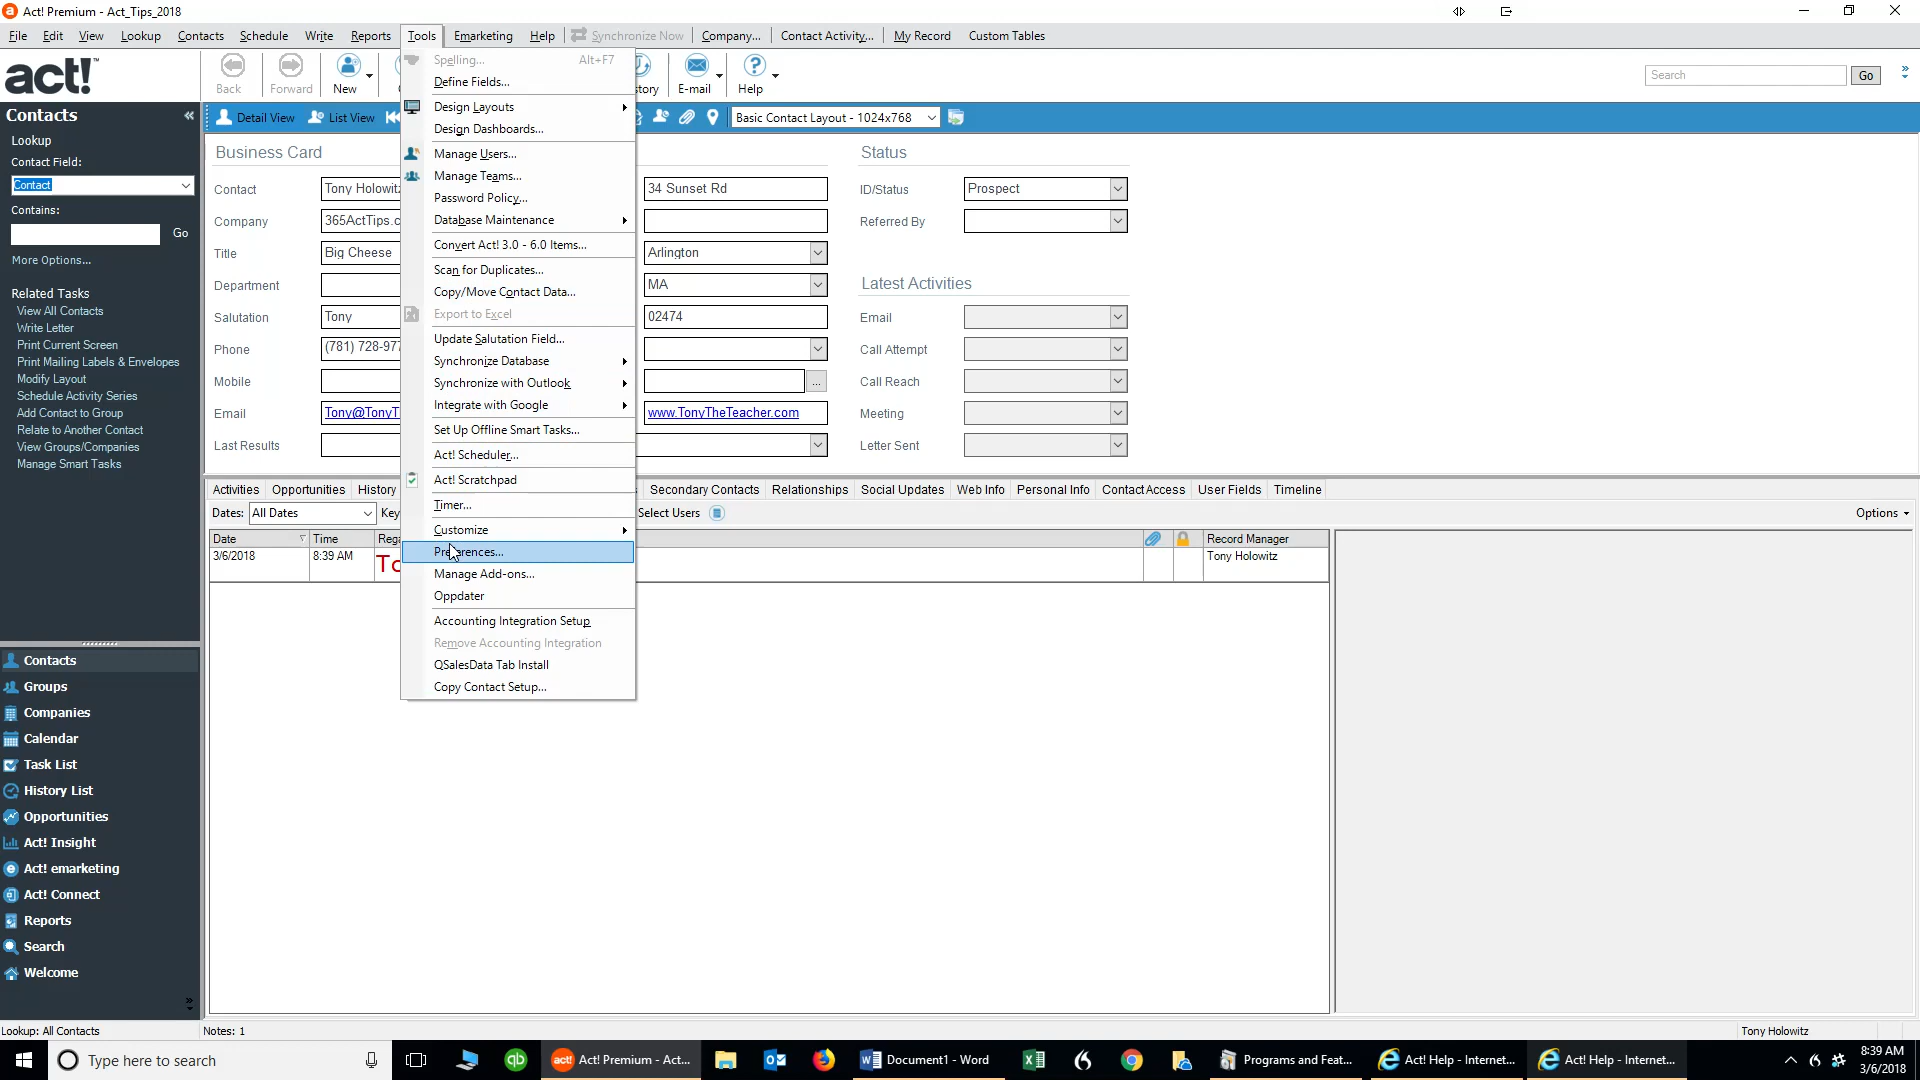 Act! Premium - Act_Tips_2018
File Edit View Lookup Contacts Schedule Write Reports Tools Emarketing Help Synchronize Now Company... Contact Activity... My Record Custom Tables
act!™
Back Forward New story E-mail Help Search Go
Contacts
Lookup
Contact Field:
Contact
Contains:
Go
More Options...
Related Tasks
View All Contacts
Write Letter
Print Current Screen
Print Mailing Labels & Envelopes
Modify Layout
Schedule Activity Series
Add Contact to Group
Relate to Another Contact
View Groups/Companies
Manage Smart Tasks
Contacts
Groups
Companies
Calendar
Task List
History List
Opportunities
Act! Insight
Act! emarketing
Act! Connect
Reports
Search
Welcome
Spelling... Alt+F7
Define Fields...
Design Layouts
Design Dashboards...
Manage Users...
Manage Teams...
Password Policy...
Database Maintenance
Convert Act! 3.0 - 6.0 Items...
Scan for Duplicates...
Copy/Move Contact Data...
Export to Excel
Update Salutation Field...
Synchronize Database
Synchronize with Outlook
Integrate with Google
Set Up Offline Smart Tasks...
Act! Scheduler...
Act! Scratchpad
Timer...
Customize
Preferences...
Manage Add-ons...
Oppdater
Accounting Integration Setup
Remove Accounting Integration
QSalesData Tab Install
Copy Contact Setup...
Detail View List View Basic Contact Layout - 1024x768
Business Card Status
Contact Tony Holowitz 34 Sunset Rd ID/Status Prospect
Company 365ActTips.c Referred By
Title Big Cheese Arlington
Department MA Latest Activities
Salutation Tony 02474 Email
Phone (781) 728-977 Call Attempt
Mobile ... Call Reach
Email Tony@TonyT www.TonyTheTeacher.com Meeting
Last Results Letter Sent
Activities Opportunities History Secondary Contacts Relationships Social Updates Web Info Personal Info Contact Access User Fields Timeline
Dates: All Dates Key Select Users Options
Date Time Rega Record Manager
3/6/2018 8:39 AM To Tony Holowitz
Lookup: All Contacts Notes: 1 Tony Holowitz
Type here to search Act! Premium - Act... Document1 - Word Programs and Feat... Act! Help - Internet... Act! Help - Internet... 8:39 AM
3/6/2018